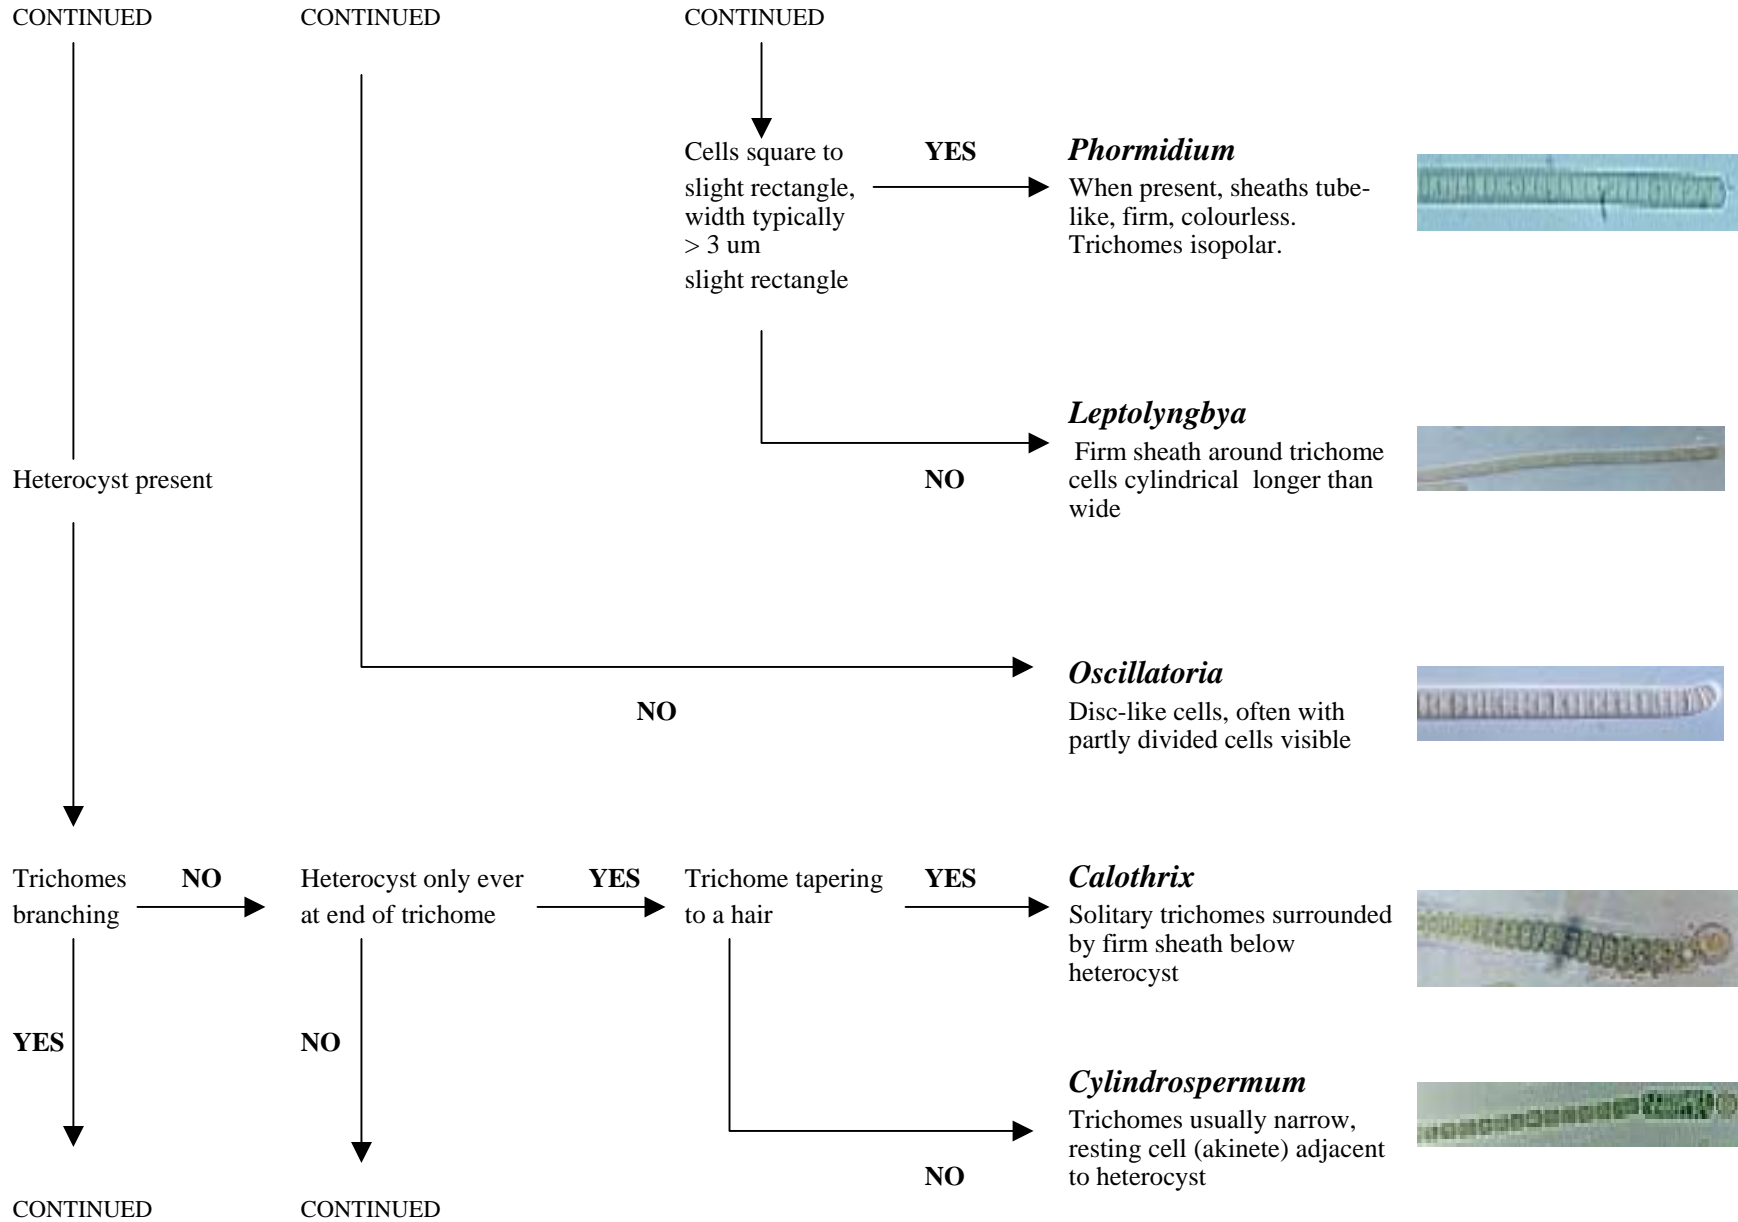 CONTINUED
CONTINUED
CONTINUED
Cells square to
slight rectangle,
width typically
> 3 um
slight rectangle
YES
Phormidium
When present, sheaths tube-
like, firm, colourless.
Trichomes isopolar.
Leptolyngbya
Firm sheath around trichome
cells cylindrical longer than
wide
NO
Heterocyst present
Oscillatoria
Disc-like cells, often with
partly divided cells visible
NO
Trichomes
branching
NO
Heterocyst only ever
at end of trichome
YES
Trichome tapering
to a hair
YES
Calothrix
Solitary trichomes surrounded
by firm sheath below
heterocyst
YES
NO
Cylindrospermum
Trichomes usually narrow,
resting cell (akinete) adjacent
to heterocyst
NO
CONTINUED
CONTINUED